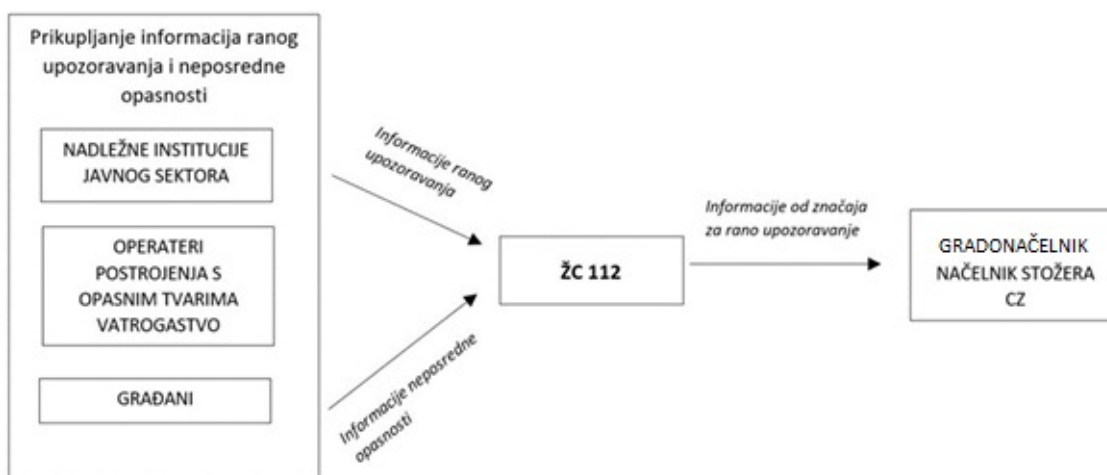 Prikupljanje informacija ranog
upozoravanja i neposredne
opasnosti
NADLEŽNE INSTITUCIJE
JAVNOG SEKTORA
OPERATERI
POSTROJENJA S
OPASNIM TVARIMA
VATROGASTVO
GRAĐANI
Informacije ranog
upozoravanja
Informacije neposredne
opasnosti
ŽC 112
Informacije od značaja
za rano upozoravanje
GRADONAČELNIK
NAČELNIK STOŽERA
CZ